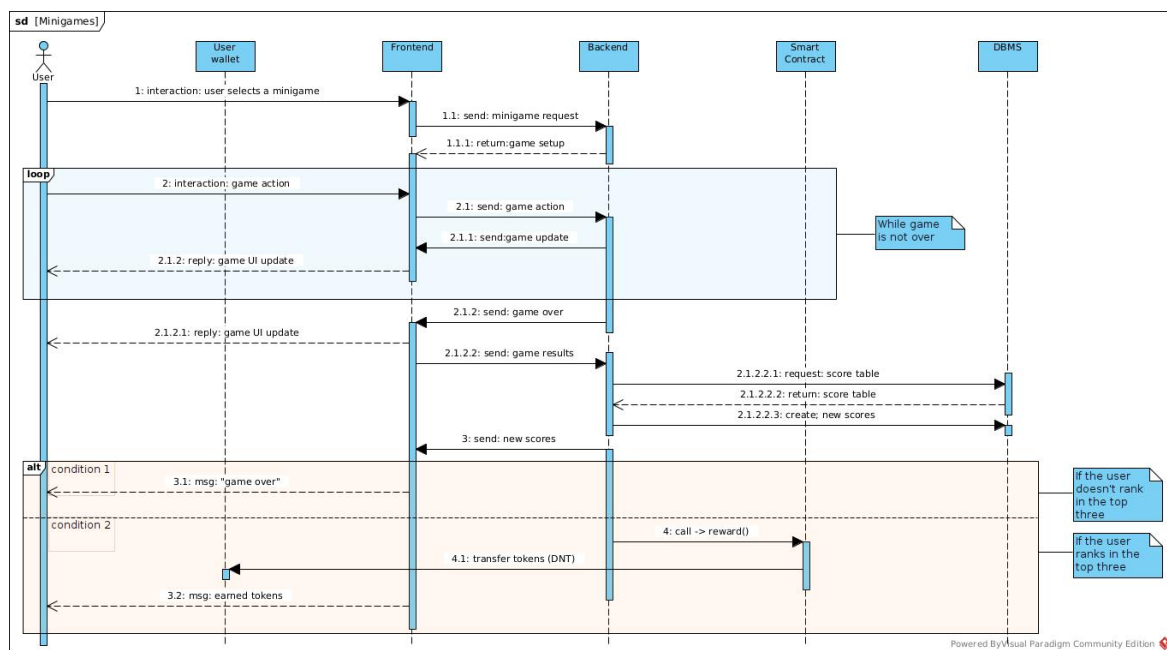 sd [Minigames]
User
wallet
Frontend
Backend
Smart
Contract
DBMS
User
1: interaction: user selects a minigame
1.1: send: minigame request
1.1.1: return:game setup
loop
2: interaction: game action
2.1: send: game action
While game
is not over
2.1.1: send:game update
2.1.2: reply: game UI update
2.1.2: send: game over
2.1.2.1: reply: game UI update
2.1.2.2: send: game results
2.1.2.2.1: request: score table
2.1.2.2.2: return: score table
2.1.2.2.3: create; new scores
3: send: new scores
alt
condition 1
3.1: msg: "game over"
If the user
doesn't rank
in the top
three
condition 2
4: call -> reward()
If the user
ranks in the
top three
4.1: transfer tokens (DNT)
3.2: msg: earned tokens
Powered ByVisual Paradigm Community Edition